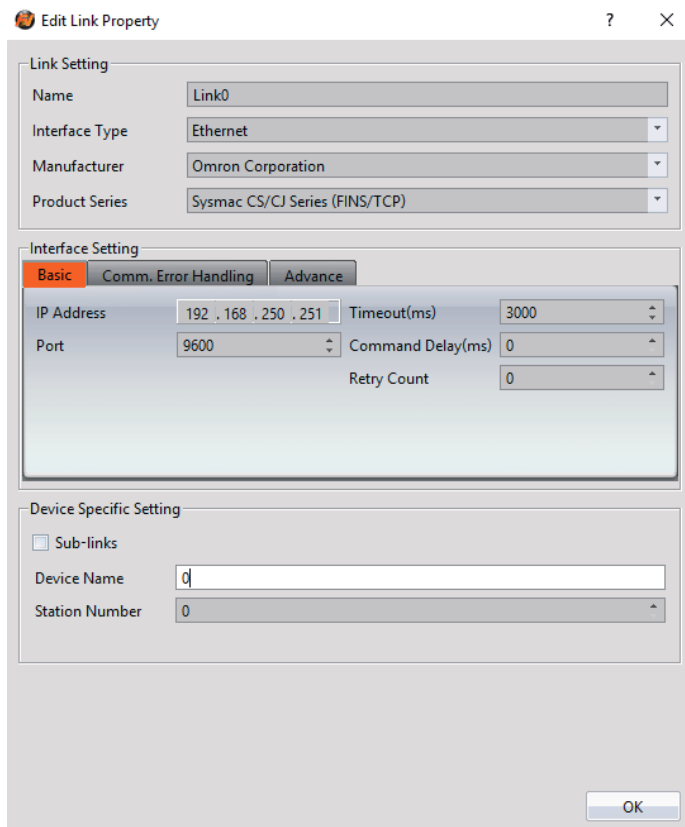 Edit Link Property ? ×
Link Setting
Name Link0
Interface Type Ethernet
Manufacturer Omron Corporation
Product Series Sysmac CS/CJ Series (FINS/TCP)
Interface Setting
Basic Comm. Error Handling Advance
IP Address 192 . 168 . 250 . 251 Timeout(ms) 3000
Port 9600 Command Delay(ms) 0
Retry Count 0
Device Specific Setting
Sub-links
Device Name 0
Station Number 0
OK